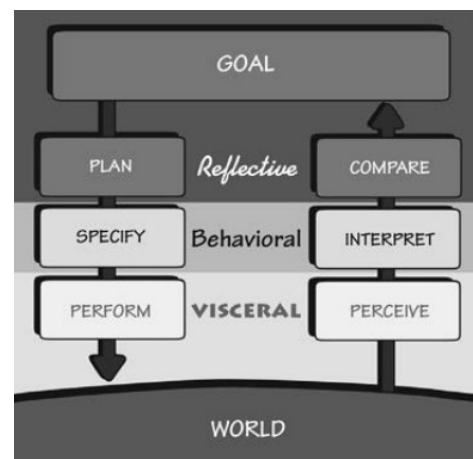 GOAL
PLAN Reflective COMPARE
SPECIFY Behavioral INTERPRET
PERFORM VISCERAL PERCEIVE
WORLD